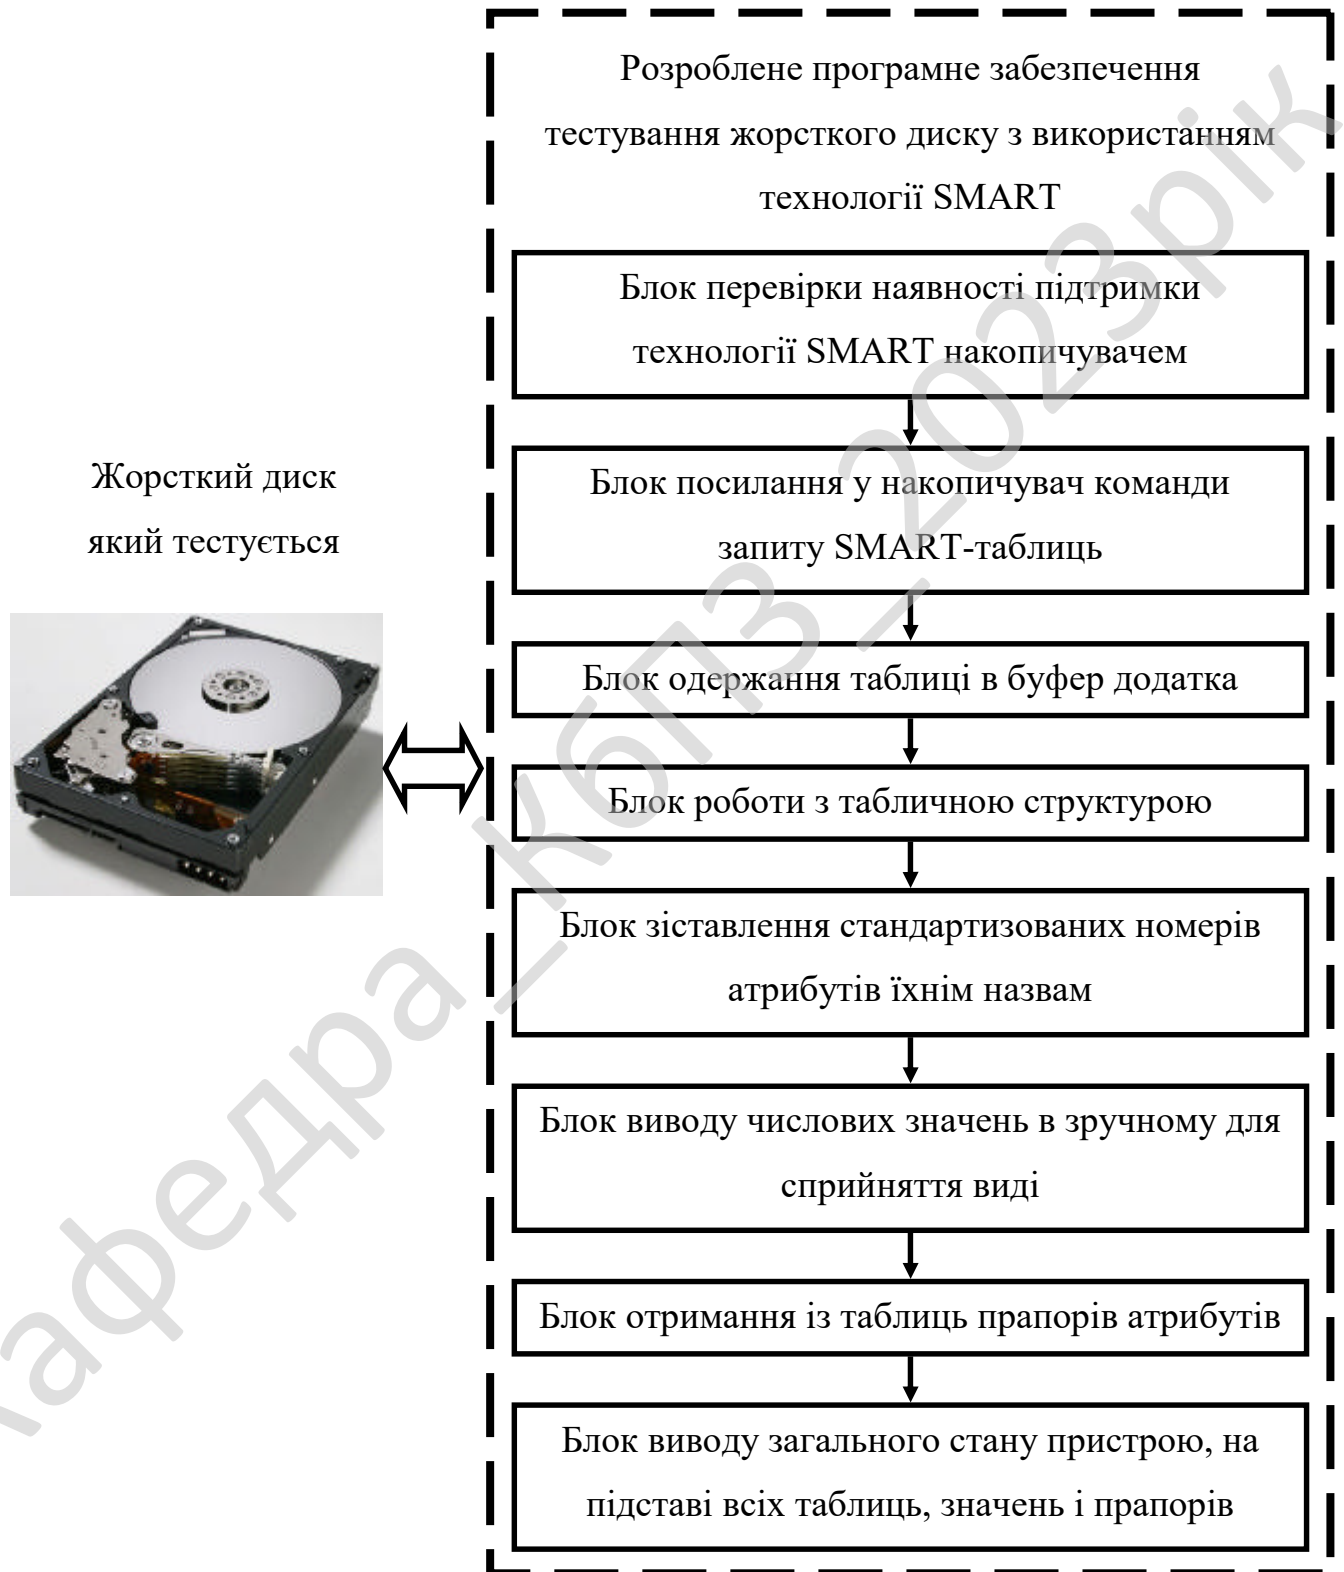 Розроблене програмне забезпечення
тестування жорсткого диску з використанням
технології SMART
Блок перевірки наявності підтримки
технології SMART накопичувачем
Блок посилання у накопичувач команди
запиту SMART-таблиць
Жорсткий диск
який тестується
Блок одержання таблиці в буфер додатка
Блок роботи з табличною структурою
Блок зіставлення стандартизованих номерів
атрибутів їхнім назвам
Блок виводу числових значень в зручному для
сприйняття виді
Блок отримання із таблиць прапорів атрибутів
Блок виводу загального стану пристрою, на
підставі всіх таблиць, значень і прапорів
Кафедра_КбПЗ_2023рік